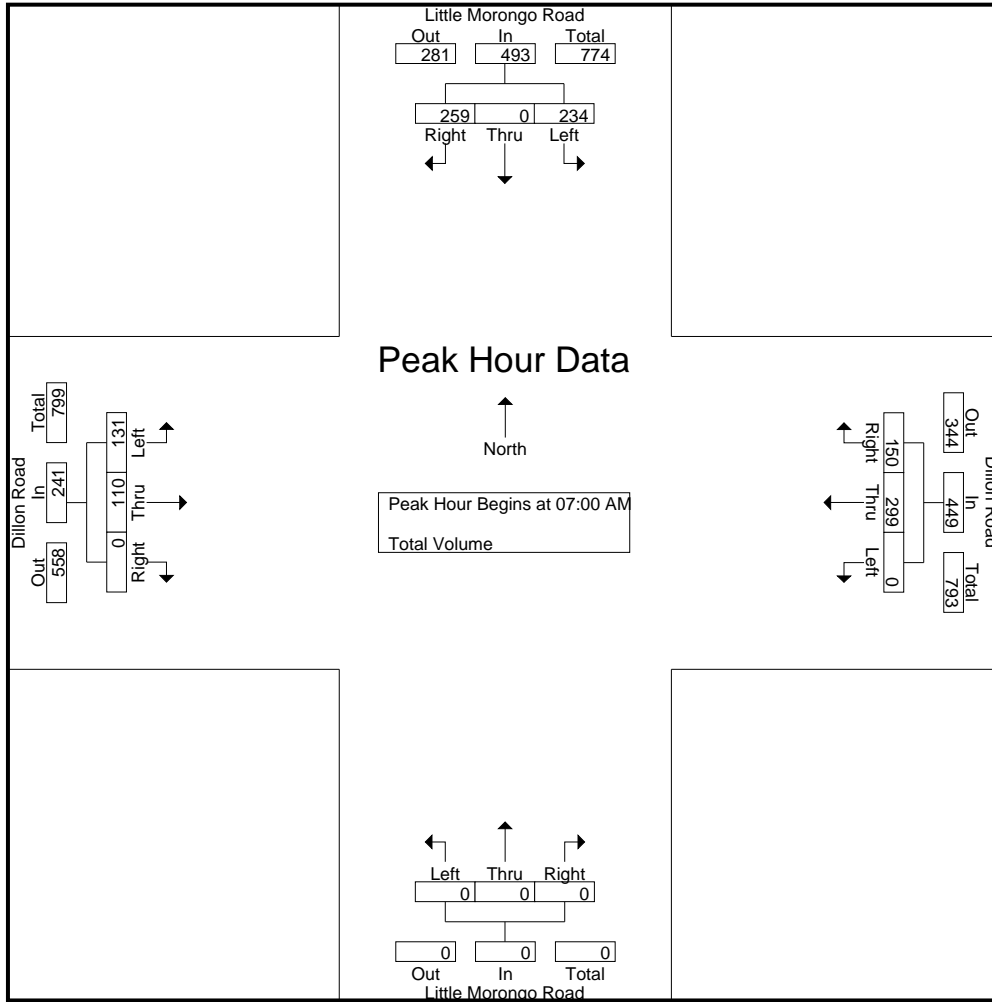 Little Morongo Road
Out In Total
281 493 774
259 0 234
Right Thru Left
Peak Hour Data
North
Peak Hour Begins at 07:00 AM
Total Volume
Dillon Road
Out In Total
558 241 799
131 110 0
Left Thru Right
Dillon Road
Out In Total
344 449 793
150 299 0
Right Thru Left
Left Thru Right
0 0 0
0 0 0
Out In Total
Little Morongo Road